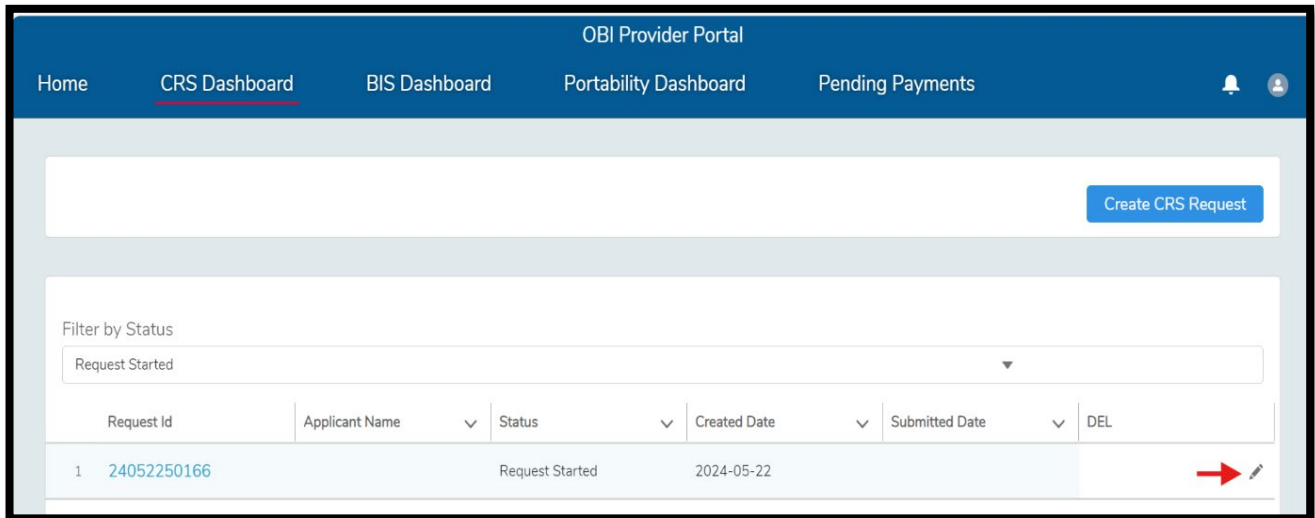 OBI Provider Portal
Home CRS Dashboard BIS Dashboard Portability Dashboard Pending Payments
Create CRS Request
Filter by Status
Request Started
Request Id Applicant Name Status Created Date Submitted Date DEL
1 24052250166 Request Started 2024-05-22